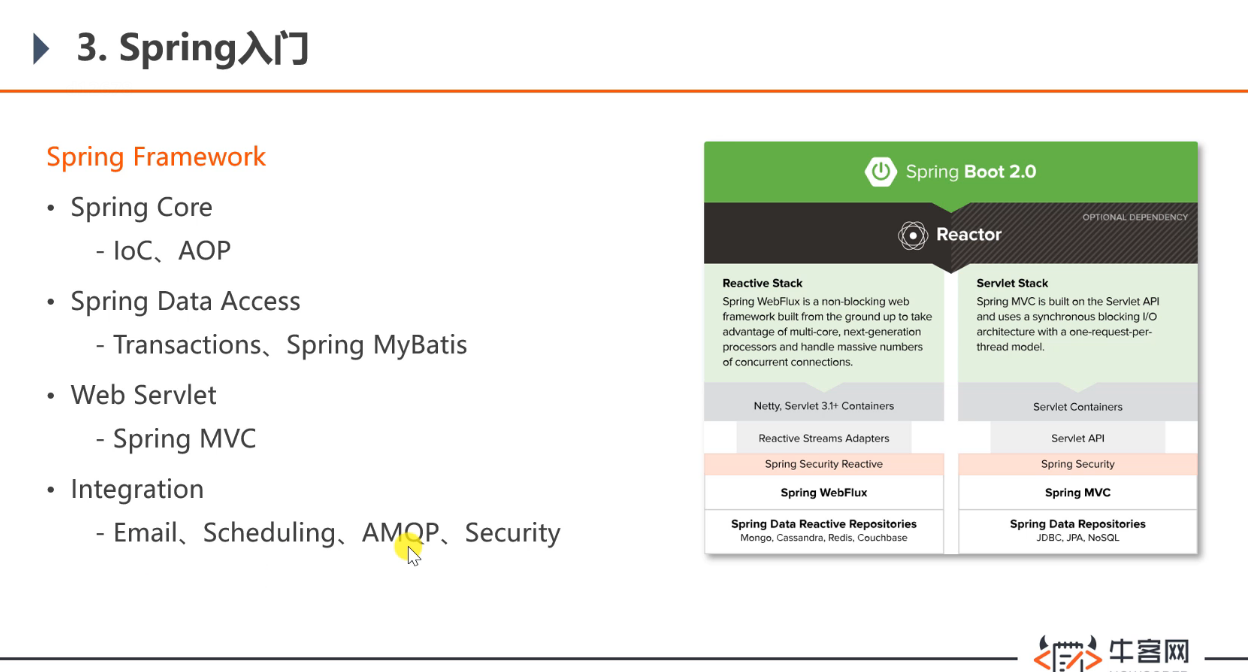 3. Spring入门
Spring Framework
• Spring Core
- IoC、AOP
• Spring Data Access
- Transactions、Spring MyBatis
• Web Servlet
- Spring MVC
• Integration
- Email、Scheduling、AMQP、Security
Spring Boot 2.0
OPTIONAL DEPENDENCY
Reactor
Reactive Stack
Spring WebFlux is a non-blocking web
framework built from the ground up to take
advantage of multi-core, next-generation
processors and handle massive numbers
of concurrent connections.
Netty, Servlet 3.1+ Containers
Reactive Streams Adapters
Spring Security Reactive
Spring WebFlux
Spring Data Reactive Repositories
Mongo, Cassandra, Redis, Couchbase
Servlet Stack
Spring MVC is built on the Servlet API
and uses a synchronous blocking I/O
architecture with a one-request-per-
thread model.
Servlet Containers
Servlet API
Spring Security
Spring MVC
Spring Data Repositories
JDBC, JPA, NoSQL
牛客网